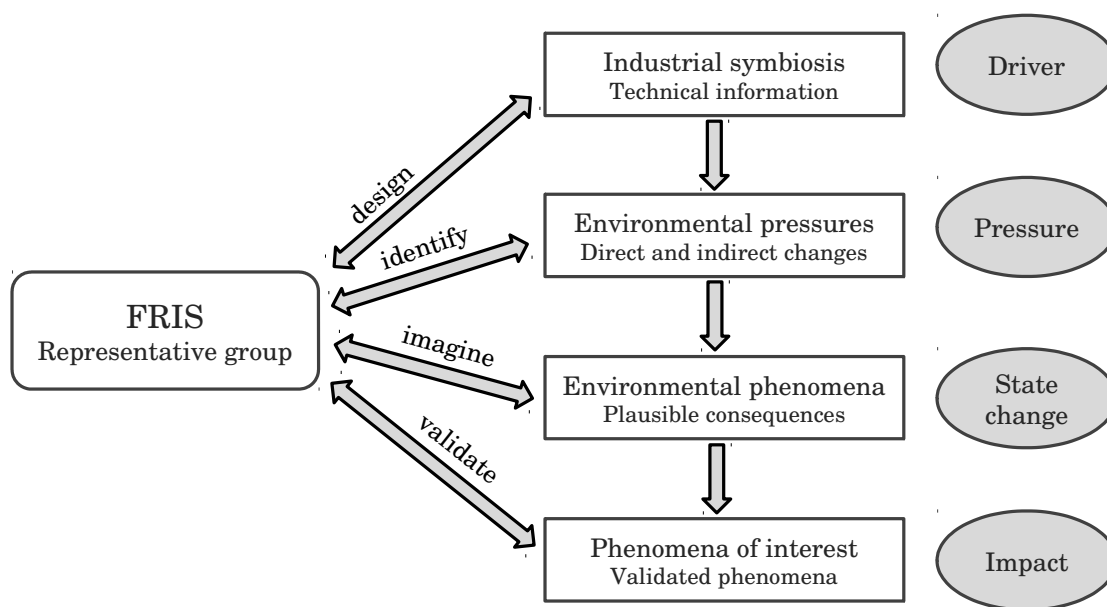 Industrial symbiosis
Technical information
Driver
design
Environmental pressures
Direct and indirect changes
Pressure
identify
FRIS
Representative group
imagine
Environmental phenomena
Plausible consequences
State
change
validate
Phenomena of interest
Validated phenomena
Impact